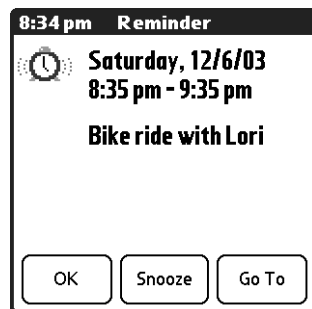 8:34 pm Reminder
Saturday, 12/6/03
8:35 pm - 9:35 pm
Bike ride with Lori
OK Snooze Go To